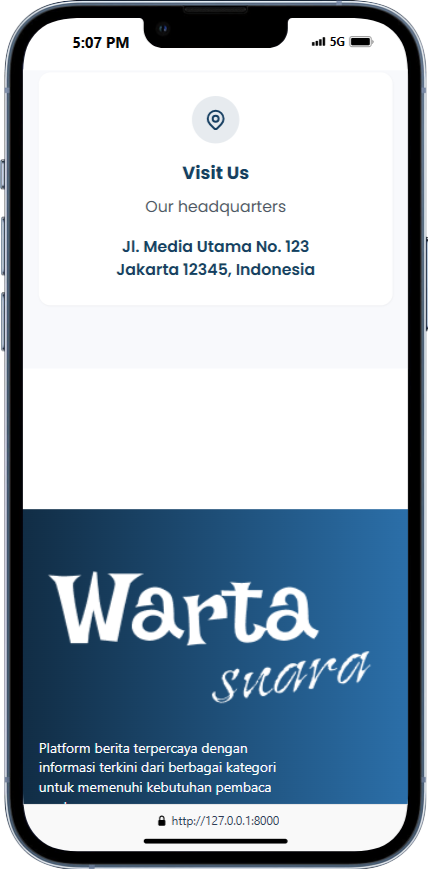 5:07 PM
5G
Visit Us
Our headquarters
Jl. Media Utama No. 123
Jakarta 12345, Indonesia
Warta
suara
Platform berita terpercaya dengan
informasi terkini dari berbagai kategori
untuk memenuhi kebutuhan pembaca
http://127.0.0.1:8000